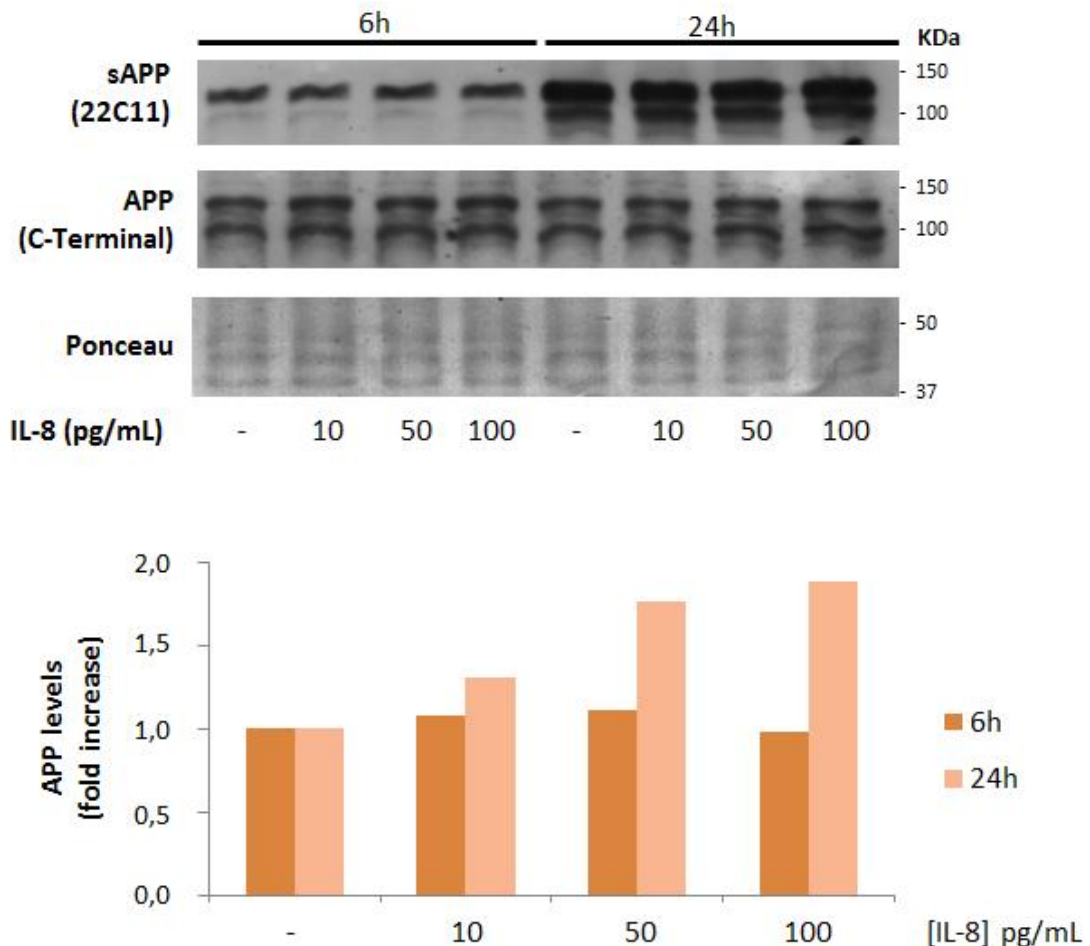 6h 24h KDa
sAPP
(22C11)
- 150
- 100
APP
(C-Terminal)
- 150
- 100
Ponceau
- 50
- 37
IL-8 (pg/mL) - 10 50 100 - 10 50 100
APP levels
(fold increase)
2,0
1,5
1,0
0,5
0,0
6h
24h
- 10 50 100 [IL-8] pg/mL